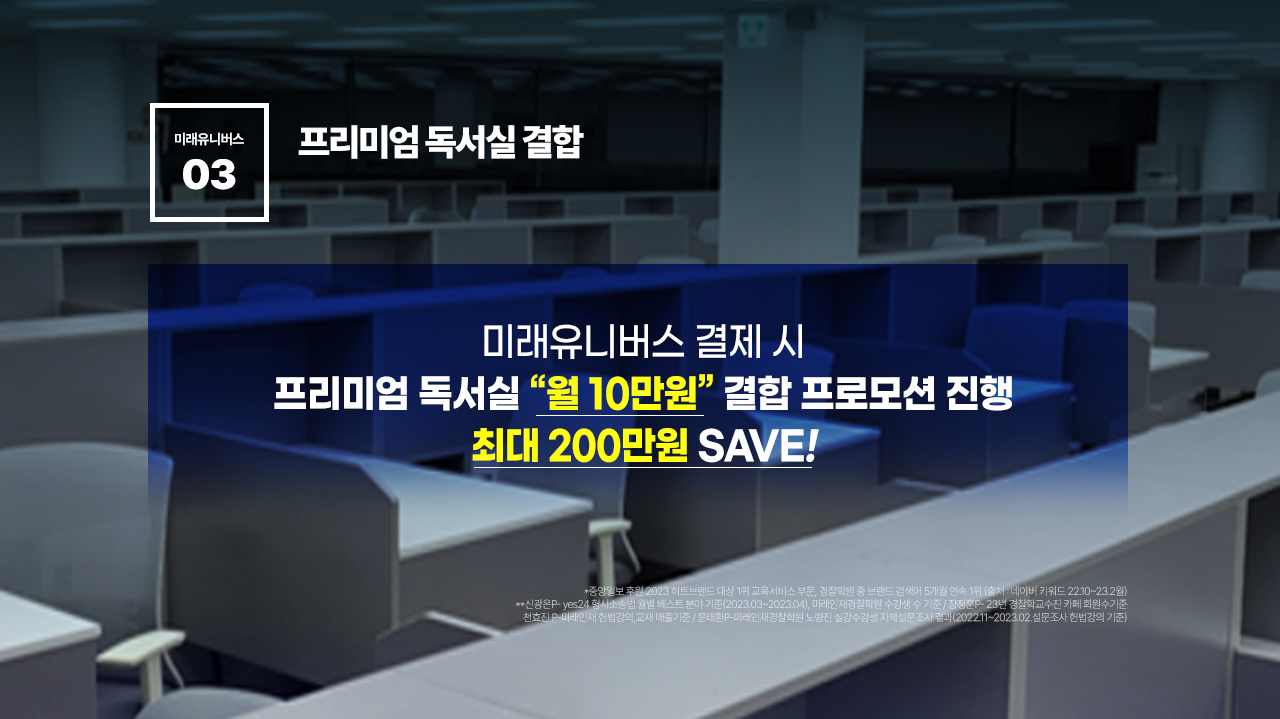 미래유니버스
03
프리미엄 독서실 결합
미래유니버스 결제 시
프리미엄 독서실 “월 10만원” 결합 프로모션 진행
최대 200만원 SAVE!
*중앙일보 후원 2023 히트브랜드 대상 1위 교육서비스 부문, 경찰학원 중 브랜드 검색어 5개월 연속 1위 (출처 : 네이버 키워드 22.10~23.2월)
**신광은P- yes24 형사소송법 월별 베스트 분야 기준(2023.03~2023.04), 미래인재경찰학원 수강생 수 기준 / 장정훈P- 23년 경찰학교수진 카페 회원수기준
천효진 P-미래인재 헌법강의,교재 매출기준 / 문태환P-미래인재경찰학원 노량진 실강수강생 자체설문조사 결과(2022.11~2023.02.설문조사 헌법강의 기준)